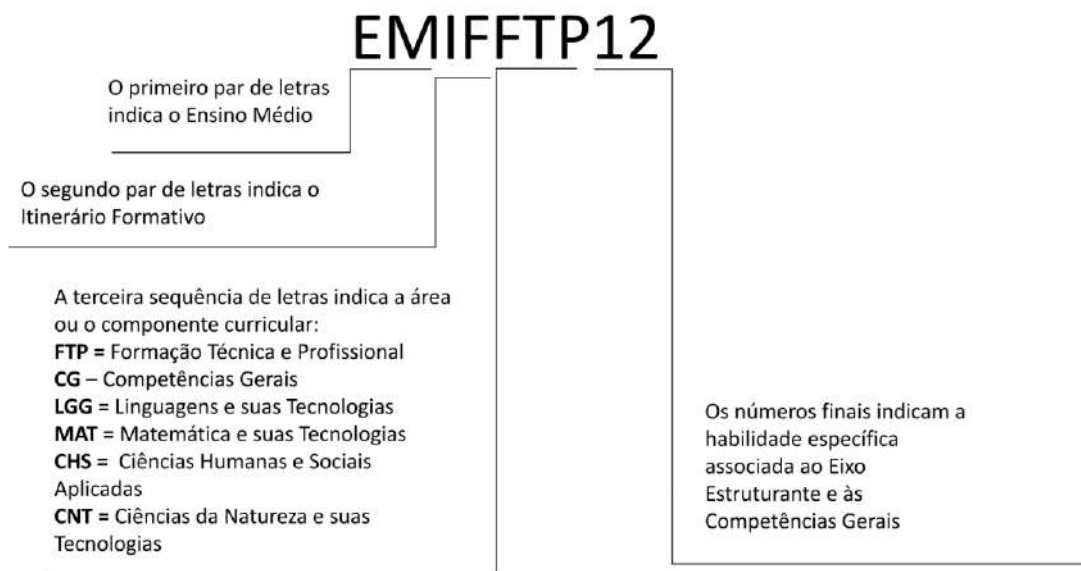 EMIFFTP12
O primeiro par de letras
indica o Ensino Médio
O segundo par de letras indica o
Itinerário Formativo
A terceira sequência de letras indica a área
ou o componente curricular:
FTP = Formação Técnica e Profissional
CG – Competências Gerais
LGG = Linguagens e suas Tecnologias
MAT = Matemática e suas Tecnologias
CHS = Ciências Humanas e Sociais
Aplicadas
CNT = Ciências da Natureza e suas
Tecnologias
Os números finais indicam a
habilidade específica
associada ao Eixo
Estruturante e às
Competências Gerais